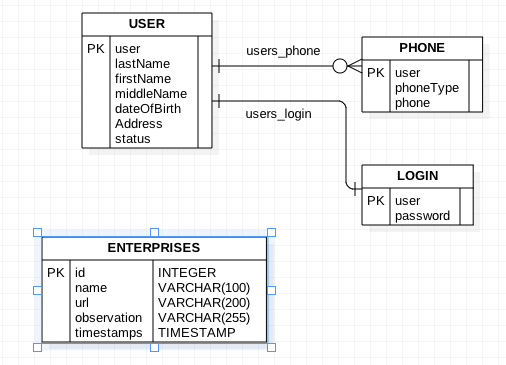 USER
PK user
lastName
firstName
middleName
dateOfBirth
Address
status
users_phone
PHONE
PK user
phoneType
phone
users_login
LOGIN
PK user
password
ENTERPRISES
PK id INTEGER
name VARCHAR(100)
url VARCHAR(200)
observation VARCHAR(255)
timestamps TIMESTAMP